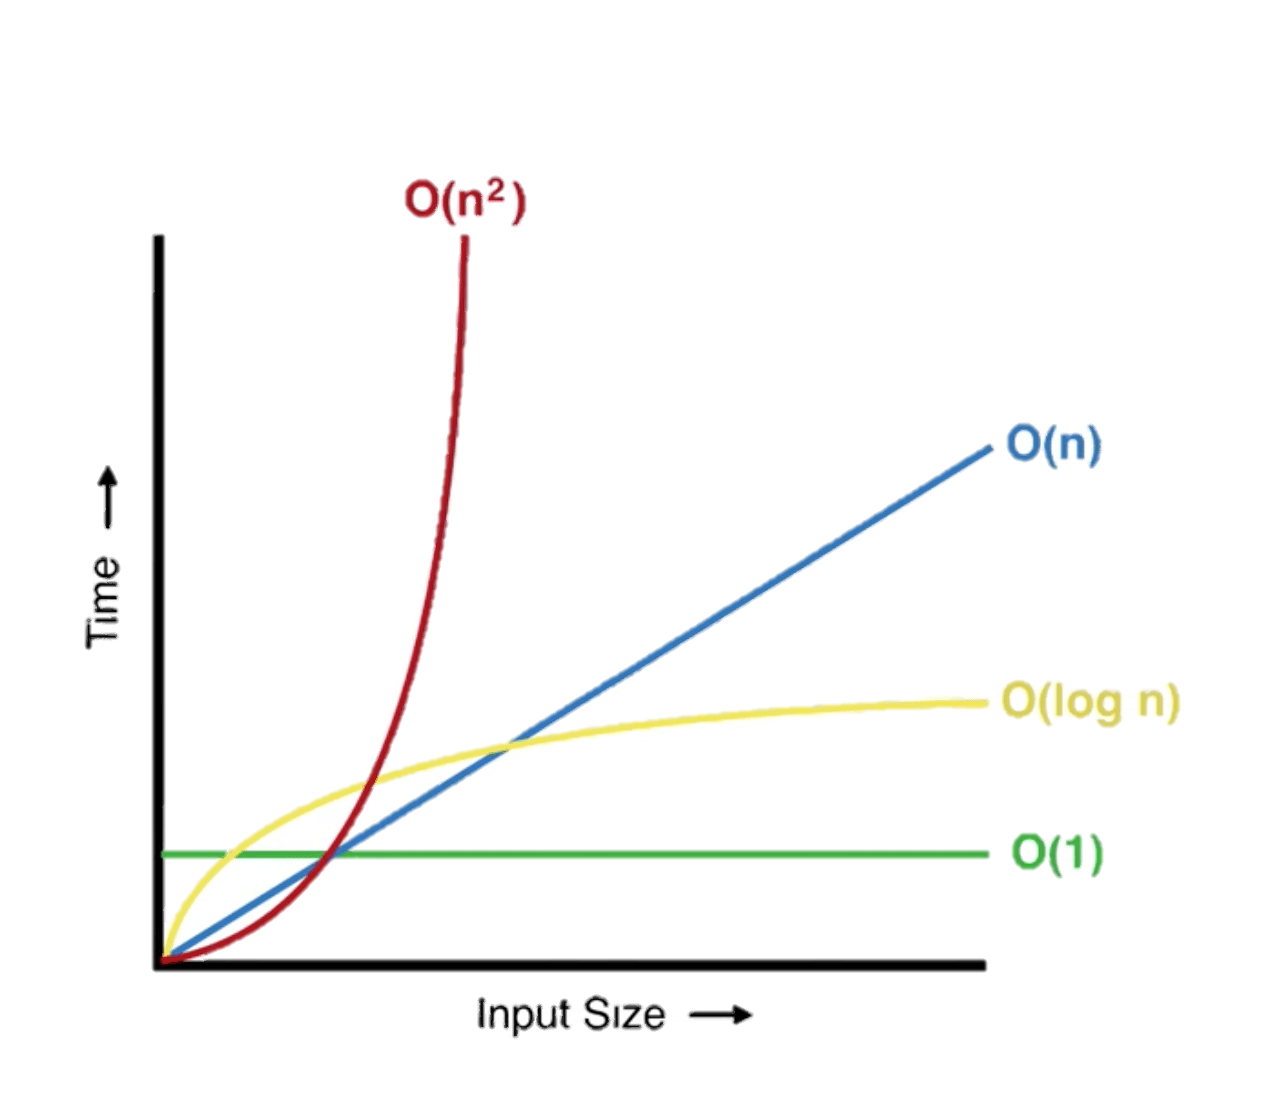 O(n²)
O(n)
Time
O(log n)
O(1)
Input Size